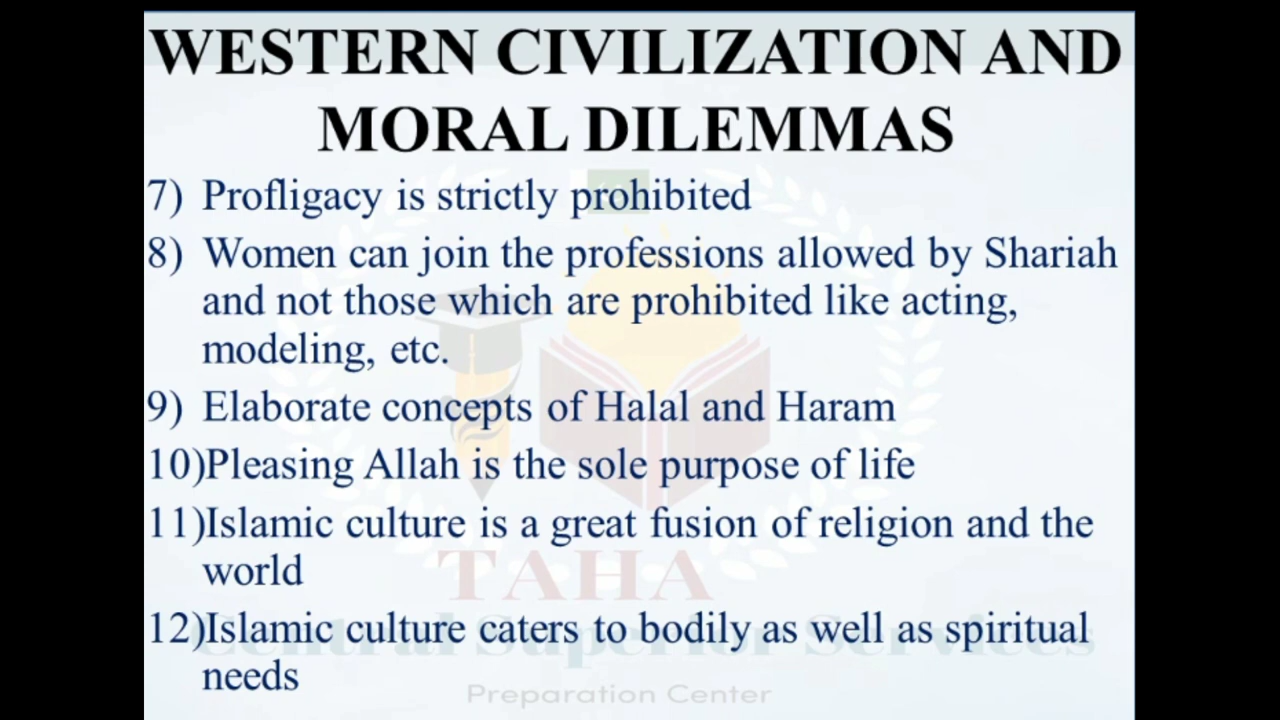 WESTERN CIVILIZATION AND
MORAL DILEMMAS
7) Profligacy is strictly prohibited
8) Women can join the professions allowed by Shariah
and not those which are prohibited like acting,
modeling, etc.
9) Elaborate concepts of Halal and Haram
10)Pleasing Allah is the sole purpose of life
11)Islamic culture is a great fusion of religion and the
world
TAHA
12)Islamic culture caters to bodily as well as spiritual
Central Superior Services
needs
Preparation Center